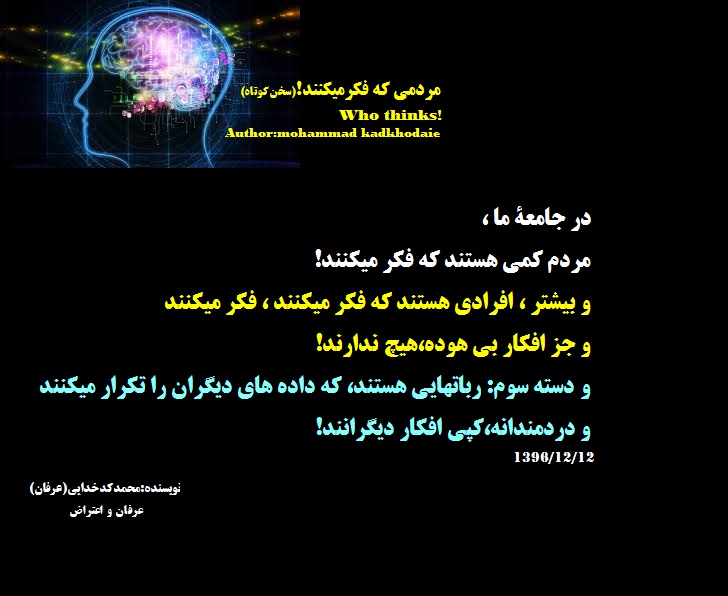 مردمی که فکرمیکنند!(سخن کوتاه)
Who thinks!
Author:mohammad kadkhodaie
در جامعهٔ ما ،
مردم کمی هستند که فکر میکنند!
و بیشتر ، افرادی هستند که فکر میکنند ، فکر میکنند
و جز افکار بی هوده،هیچ ندارند!
و دسته سوم: رباتهایی هستند، که داده های دیگران را تکرار میکنند
و دردمندانه،کپی افکار دیگرانند!
1396/12/12
نویسنده:محمدکدخدایی(عرفان)
عرفان و اعتراض